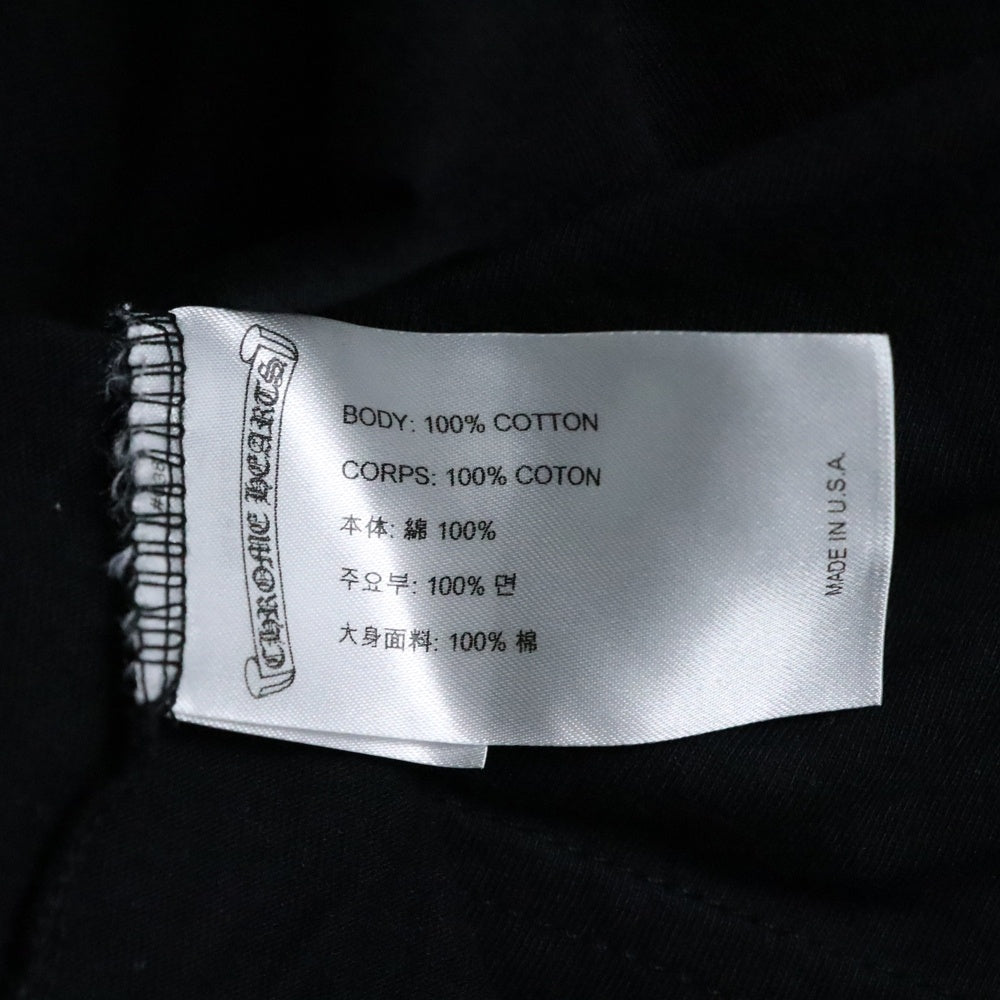 CHROME HEARTS
BODY: 100% COTTON
CORPS: 100% COTON
本体: 綿 100%
주요부: 100% 면
大身面料: 100% 棉
MADE IN U.S.A.